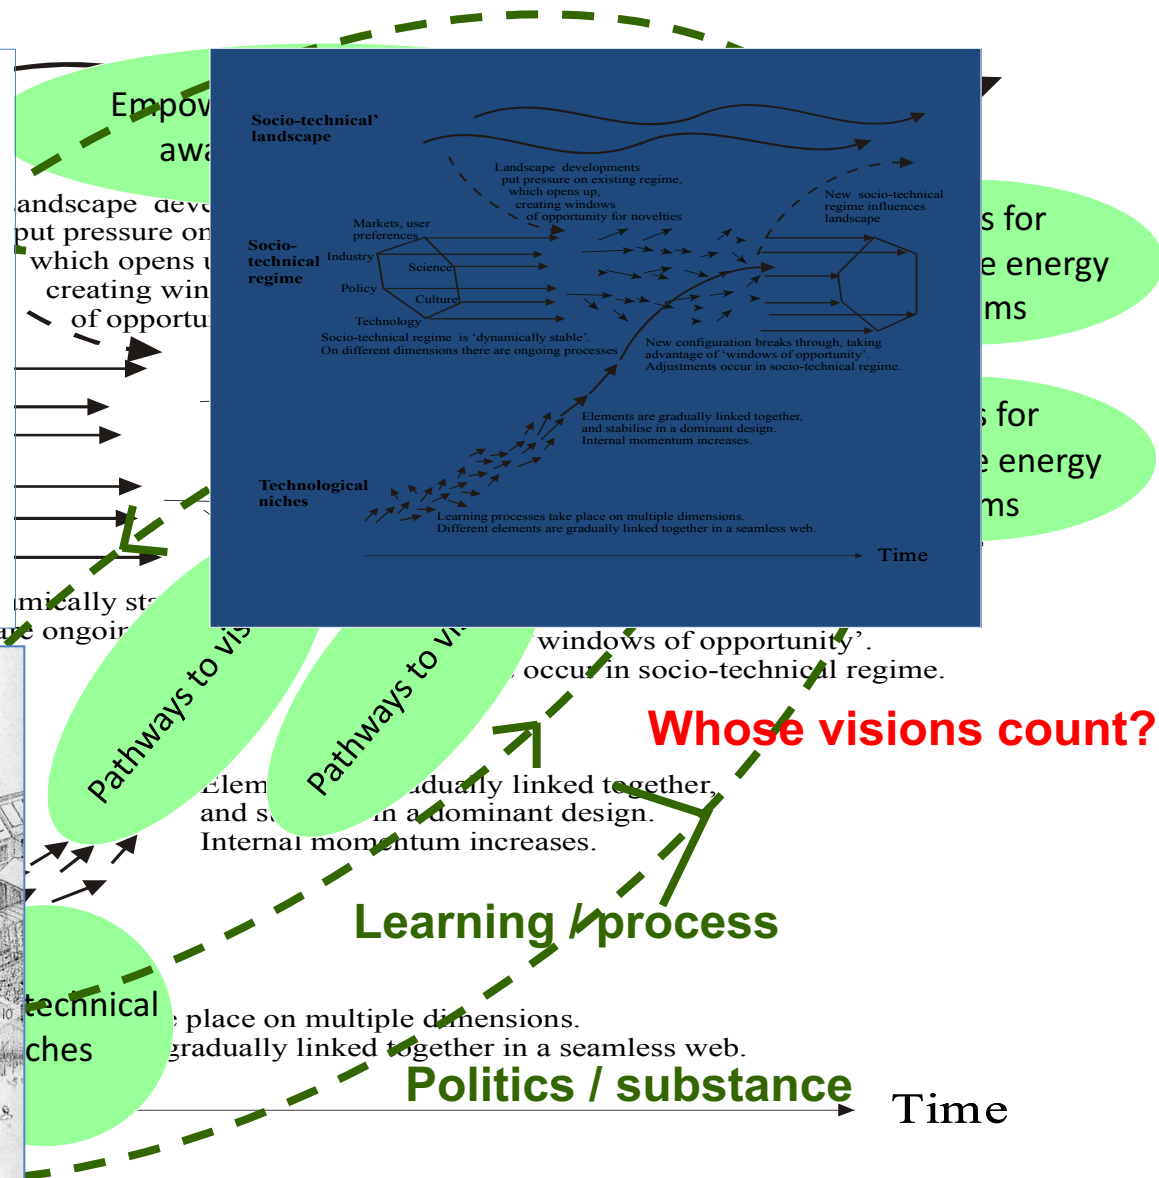 Empow
awa
andscape deve
put pressure on
which opens u
creating win
of opportu
Socio-technical’
landscape
Landscape developments
put pressure on existing regime,
which opens up,
creating windows
of opportunity for novelties
New socio-technical
regime influences
landscape
Markets, user
preferences
Socio-
technical
regime
Industry
Science
Policy
Culture
Technology
Socio-technical regime is ‘dynamically stable’.
On different dimensions there are ongoing processes
New configuration breaks through, taking
advantage of ‘windows of opportunity’.
Adjustments occur in socio-technical regime.
Elements are gradually linked together,
and stabilise in a dominant design.
Internal momentum increases.
Technological
niches
Learning processes take place on multiple dimensions.
Different elements are gradually linked together in a seamless web.
Time
s for
e energy
ms
s for
e energy
ms
amically sta
are ongoin
windows of opportunity’.
occur in socio-technical regime.
Pathways to vis
Pathways to vi
Whose visions count?
Elem adually linked together,
and s in a dominant design.
Internal momentum increases.
Learning / process
technical
ches
e place on multiple dimensions.
gradually linked together in a seamless web.
Politics / substance
Time